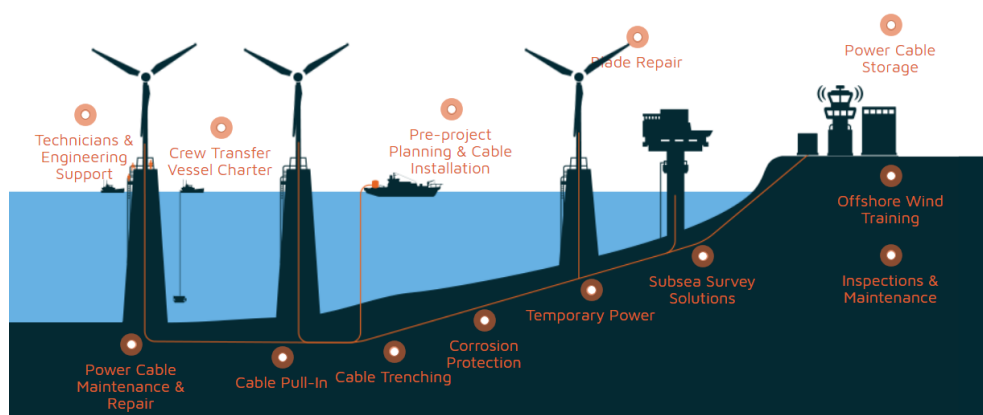 Blade Repair
Power Cable
Storage
Technicians &
Engineering
Support
Crew Transfer
Vessel Charter
Pre-project
Planning & Cable
Installation
Offshore Wind
Training
Subsea Survey
Solutions
Inspections &
Maintenance
Temporary Power
Corrosion
Protection
Power Cable
Maintenance &
Repair
Cable Pull-In
Cable Trenching